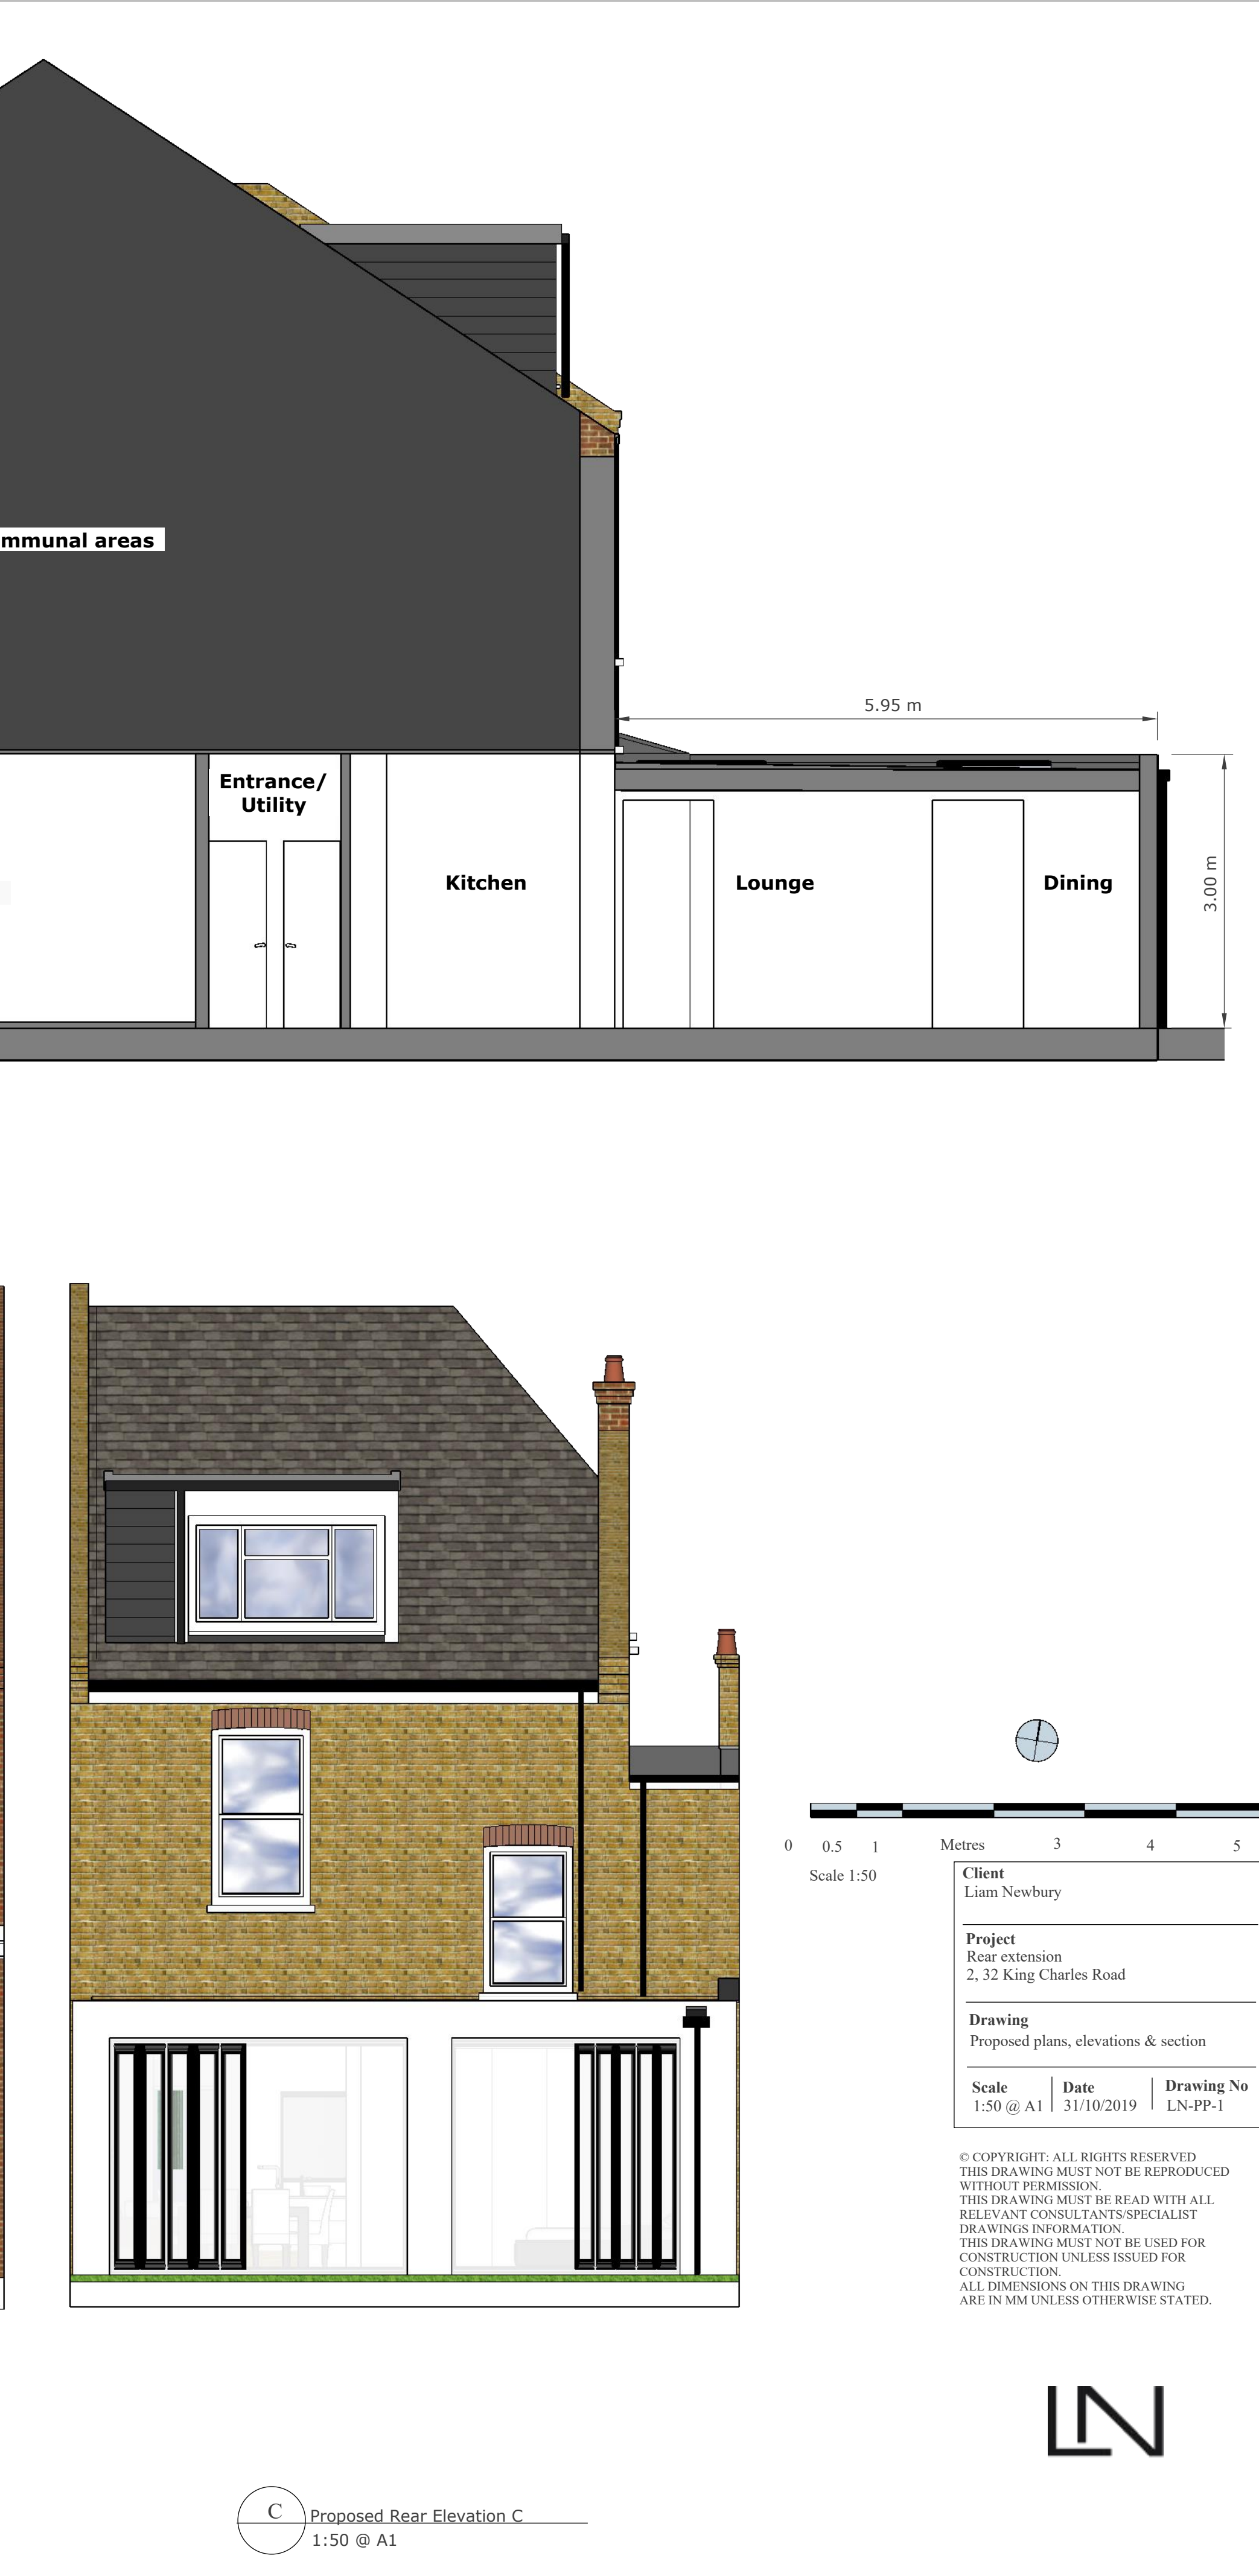 mmunal areas
5.95 m
Entrance/
Utility
Kitchen
Lounge
Dining
3.00 m
0 0.5 1 Metres 3 4 5
Scale 1:50
Client
Liam Newbury
Project
Rear extension
2, 32 King Charles Road
Drawing
Proposed plans, elevations & section
Scale Date Drawing No
1:50 @ A1 31/10/2019 LN-PP-1
© COPYRIGHT: ALL RIGHTS RESERVED
THIS DRAWING MUST NOT BE REPRODUCED
WITHOUT PERMISSION.
THIS DRAWING MUST BE READ WITH ALL
RELEVANT CONSULTANTS/SPECIALIST
DRAWINGS INFORMATION.
THIS DRAWING MUST NOT BE USED FOR
CONSTRUCTION UNLESS ISSUED FOR
CONSTRUCTION.
ALL DIMENSIONS ON THIS DRAWING
ARE IN MM UNLESS OTHERWISE STATED.
LN
C Proposed Rear Elevation C
1:50 @ A1